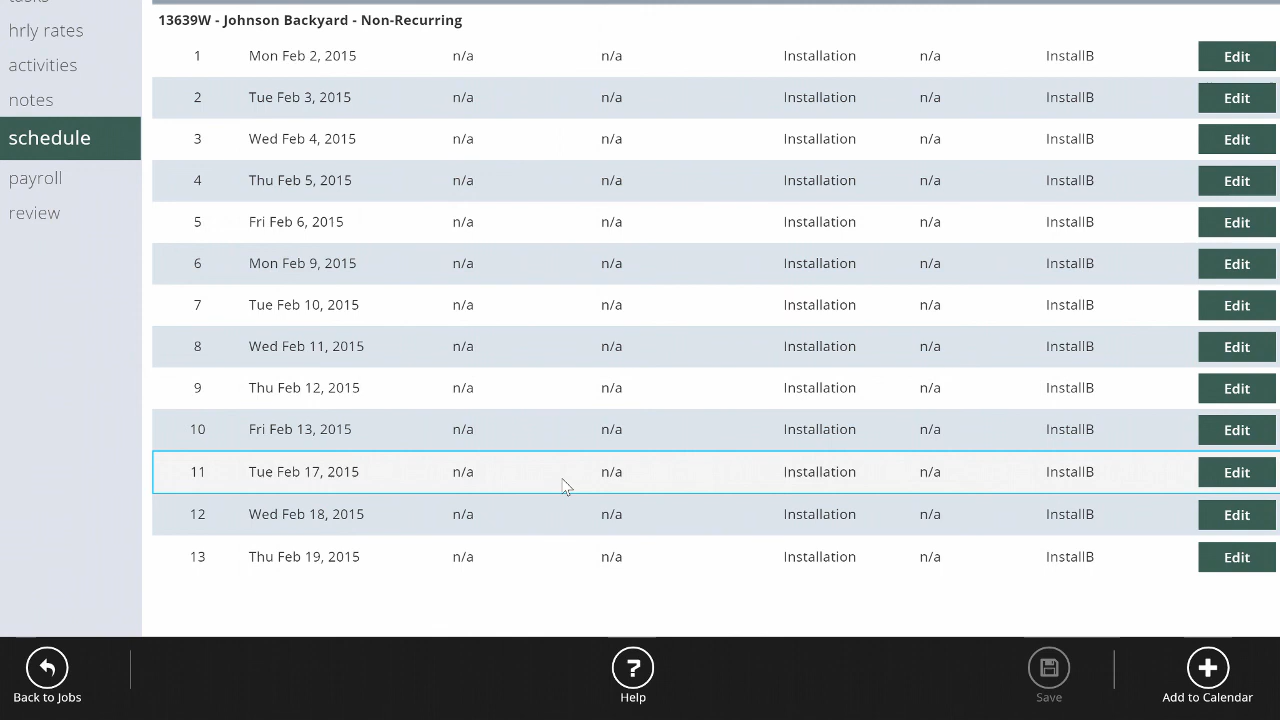 13639W - Johnson Backyard - Non-Recurring
hrly rates
activities
notes
schedule
payroll
review
1 Mon Feb 2, 2015 n/a n/a Installation n/a InstallB Edit
2 Tue Feb 3, 2015 n/a n/a Installation n/a InstallB Edit
3 Wed Feb 4, 2015 n/a n/a Installation n/a InstallB Edit
4 Thu Feb 5, 2015 n/a n/a Installation n/a InstallB Edit
5 Fri Feb 6, 2015 n/a n/a Installation n/a InstallB Edit
6 Mon Feb 9, 2015 n/a n/a Installation n/a InstallB Edit
7 Tue Feb 10, 2015 n/a n/a Installation n/a InstallB Edit
8 Wed Feb 11, 2015 n/a n/a Installation n/a InstallB Edit
9 Thu Feb 12, 2015 n/a n/a Installation n/a InstallB Edit
10 Fri Feb 13, 2015 n/a n/a Installation n/a InstallB Edit
11 Tue Feb 17, 2015 n/a n/a Installation n/a InstallB Edit
12 Wed Feb 18, 2015 n/a n/a Installation n/a InstallB Edit
13 Thu Feb 19, 2015 n/a n/a Installation n/a InstallB Edit
Back to Jobs
?
Help
Save
Add to Calendar